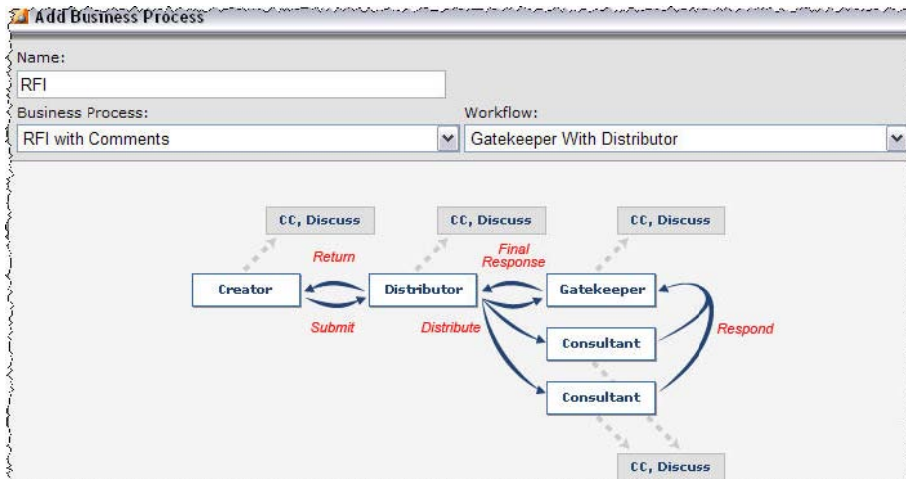 Add Business Process
Name:
RFI
Business Process:
Workflow:
RFI with Comments
Gatekeeper With Distributor
CC, Discuss
CC, Discuss
CC, Discuss
Return
Final
Response
Creator
Distributor
Gatekeeper
Submit
Distribute
Respond
Consultant
Consultant
CC, Discuss